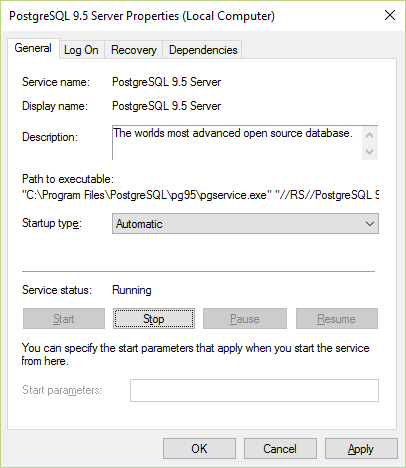 PostgreSQL 9.5 Server Properties (Local Computer)
General Log On Recovery Dependencies
Service name: PostgreSQL 9.5 Server
Display name: PostgreSQL 9.5 Server
Description: The worlds most advanced open source database.
Path to executable:
"C:\Program Files\PostgreSQL\pg95\pgservice.exe" "//RS//PostgreSQL 9
Startup type: Automatic
Service status: Running
Start Stop Pause Resume
You can specify the start parameters that apply when you start the service
from here.
Start parameters:
OK Cancel Apply